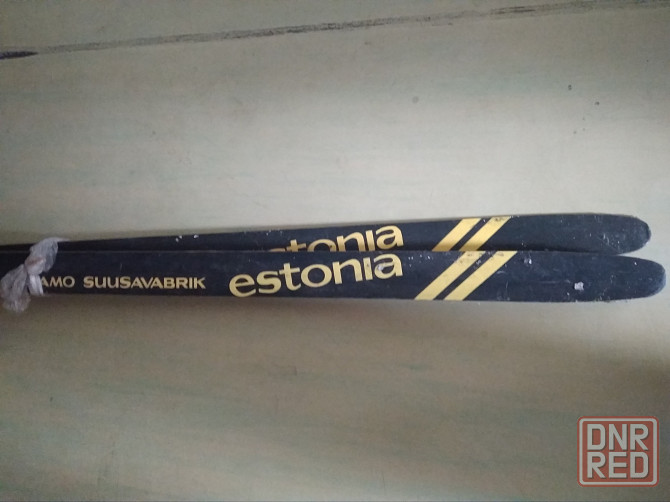 estonia
AMO SUUSAVABRIK estonia
DNR
RED